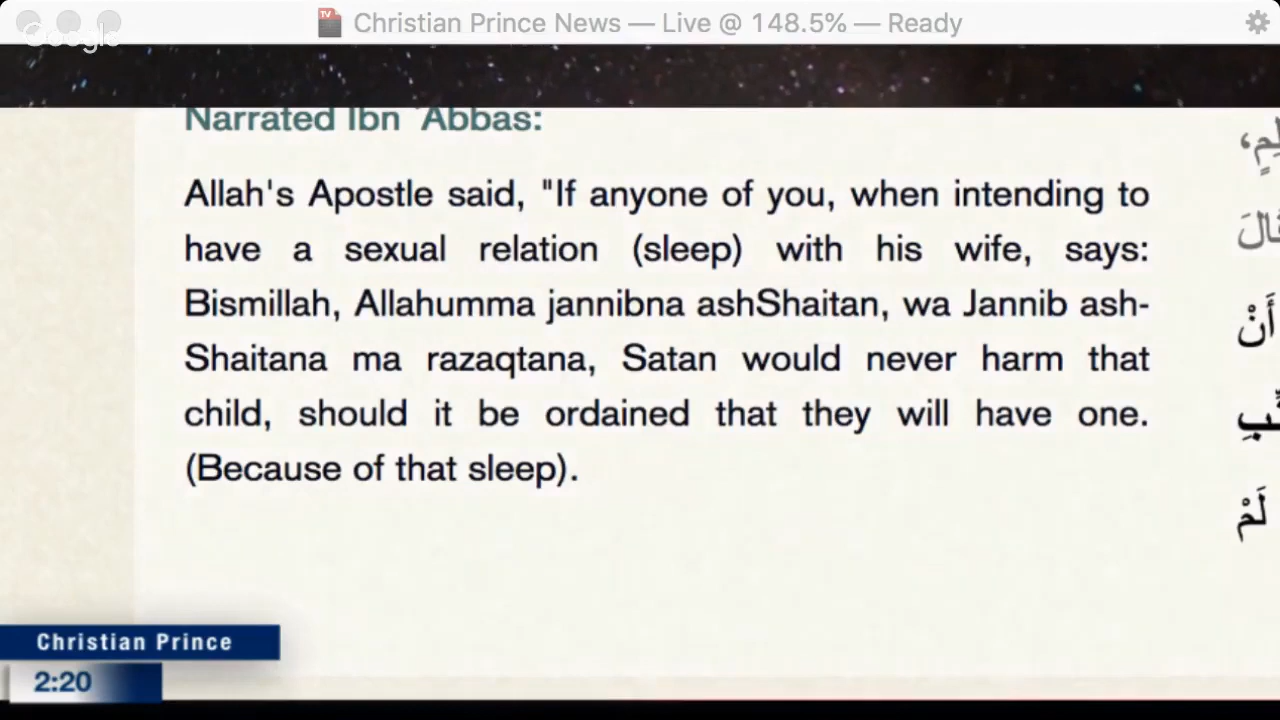 TV Christian Prince News — Live @ 148.5% — Ready
Google
Narrated Ibn `Abbas:
Allah's Apostle said, "If anyone of you, when intending to
have a sexual relation (sleep) with his wife, says:
Bismillah, Allahumma jannibna ashShaitan, wa Jannib ash-
Shaitana ma razaqtana, Satan would never harm that
child, should it be ordained that they will have one.
(Because of that sleep).
أَنْ
لَمْ
Christian Prince
2:20